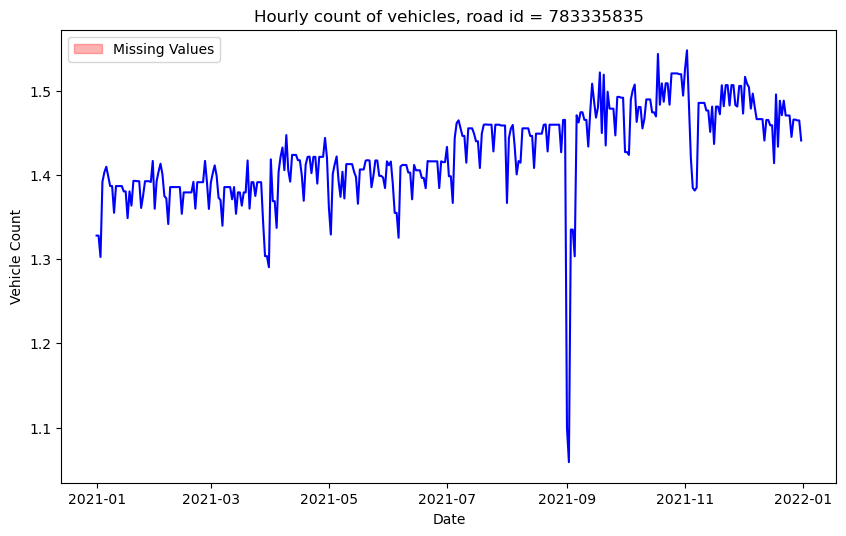 Hourly count of vehicles, road id = 783335835
Missing Values
Vehicle Count
1.5
1.4
1.3
1.2
1.1
2021-01 2021-03 2021-05 2021-07 2021-09 2021-11 2022-01
Date